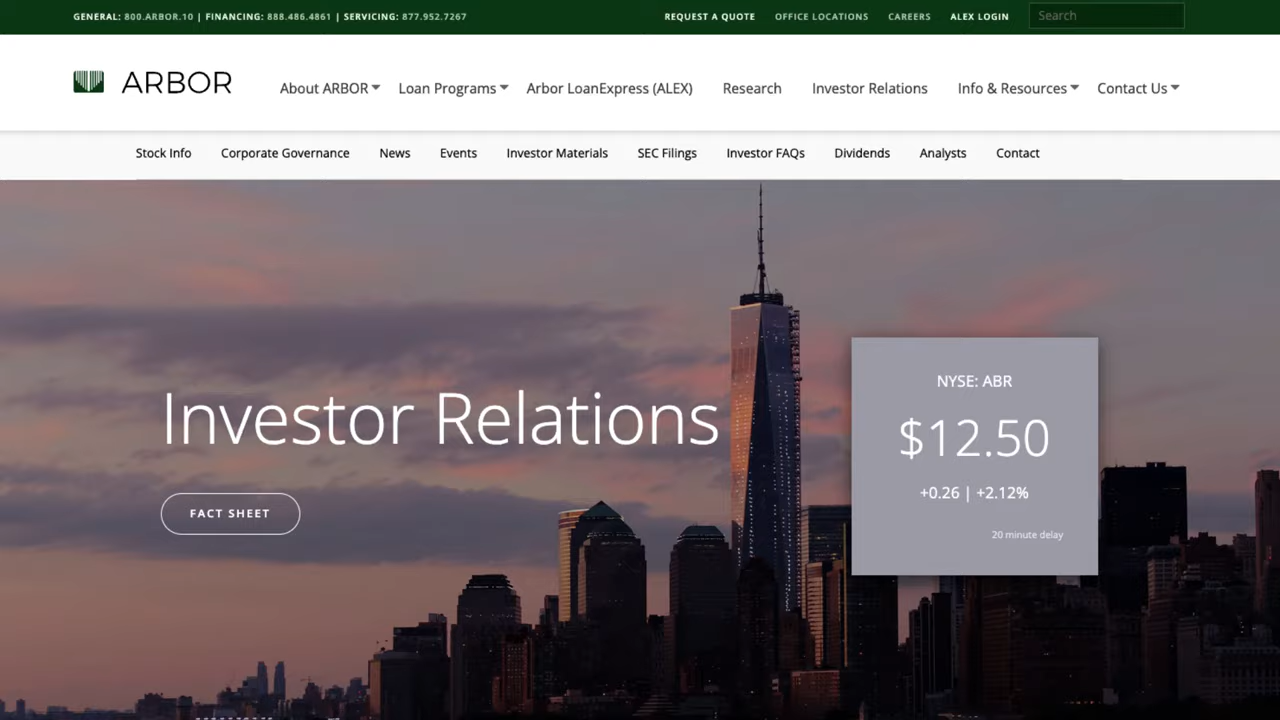 GENERAL: 800.ARBOR.10 | FINANCING: 888.486.4861 | SERVICING: 877.952.7267
REQUEST A QUOTE OFFICE LOCATIONS CAREERS ALEX LOGIN Search
ARBOR
About ARBOR Loan Programs Arbor LoanExpress (ALEX) Research Investor Relations Info & Resources Contact Us
Stock Info Corporate Governance News Events Investor Materials SEC Filings Investor FAQs Dividends Analysts Contact
Investor Relations
FACT SHEET
NYSE: ABR
$12.50
+0.26 | +2.12%
20 minute delay